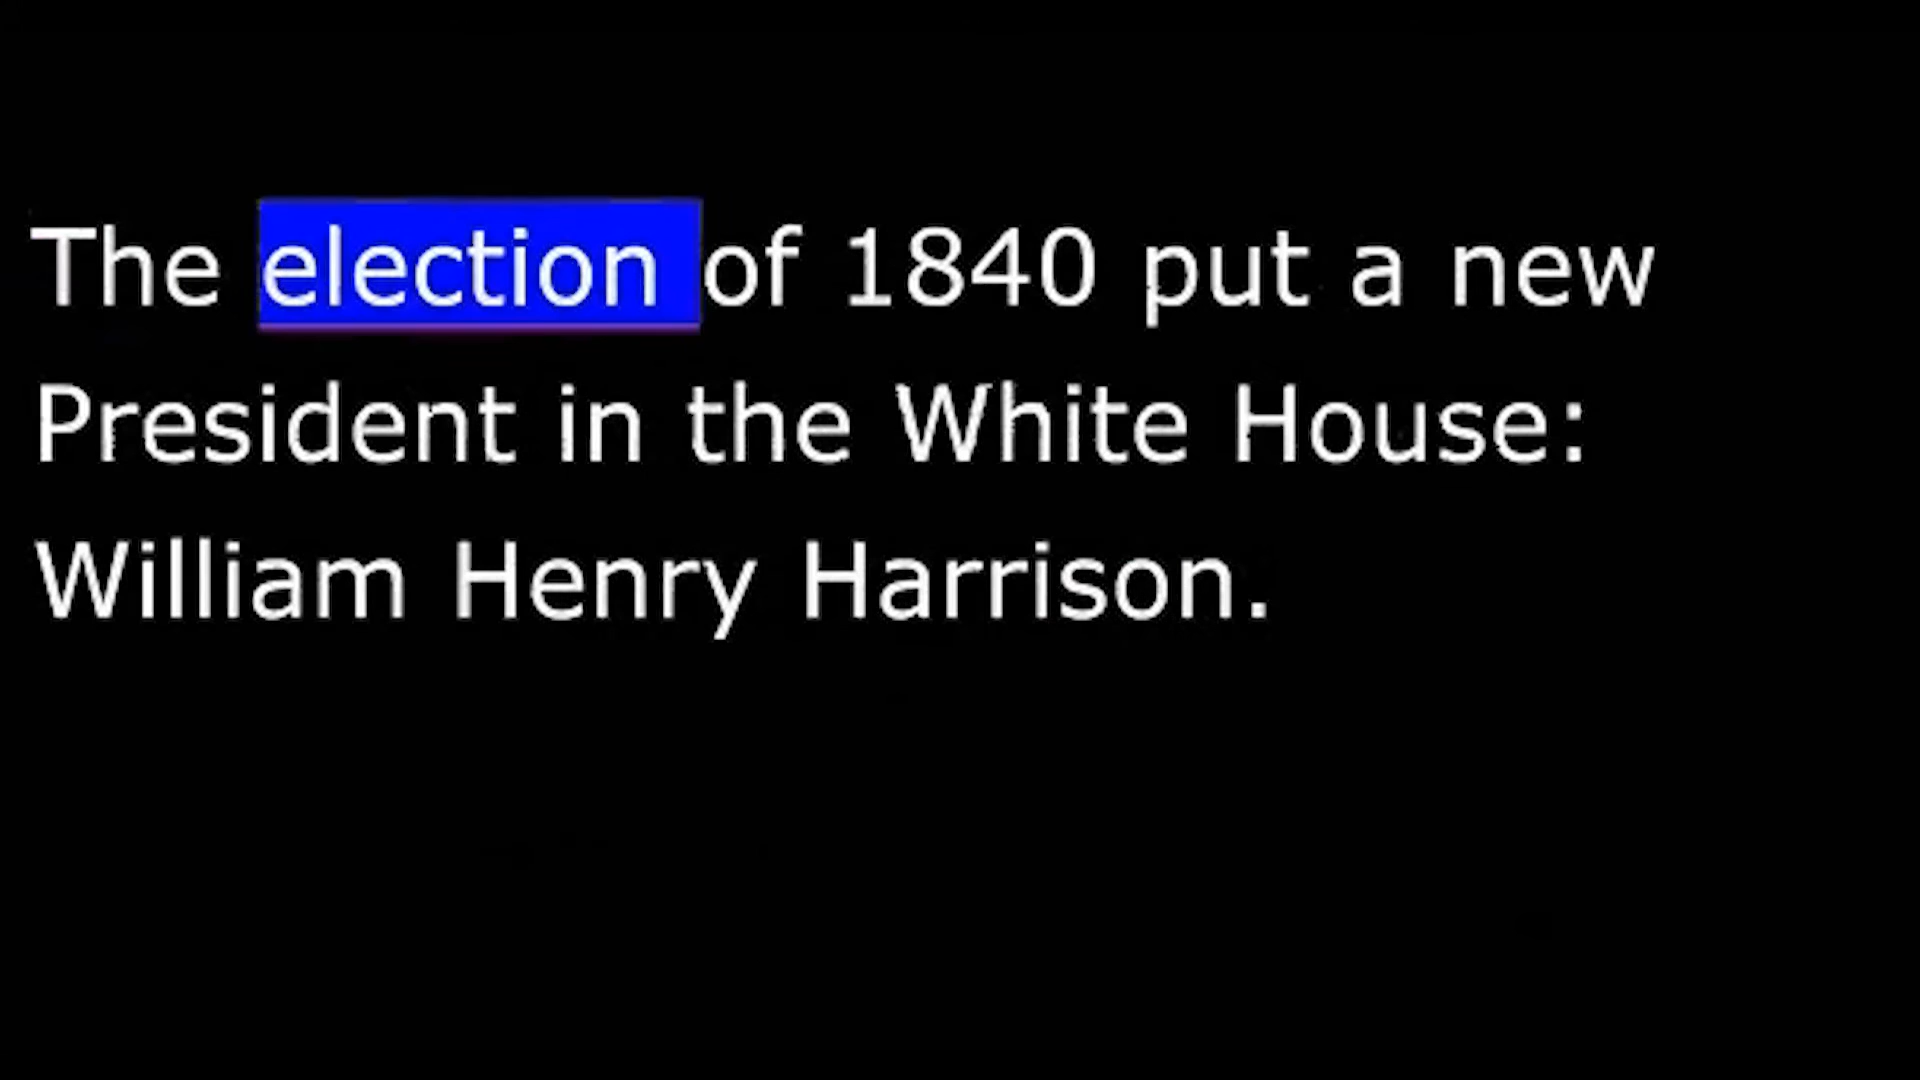 The election of 1840 put a new
President in the White House:
William Henry Harrison.